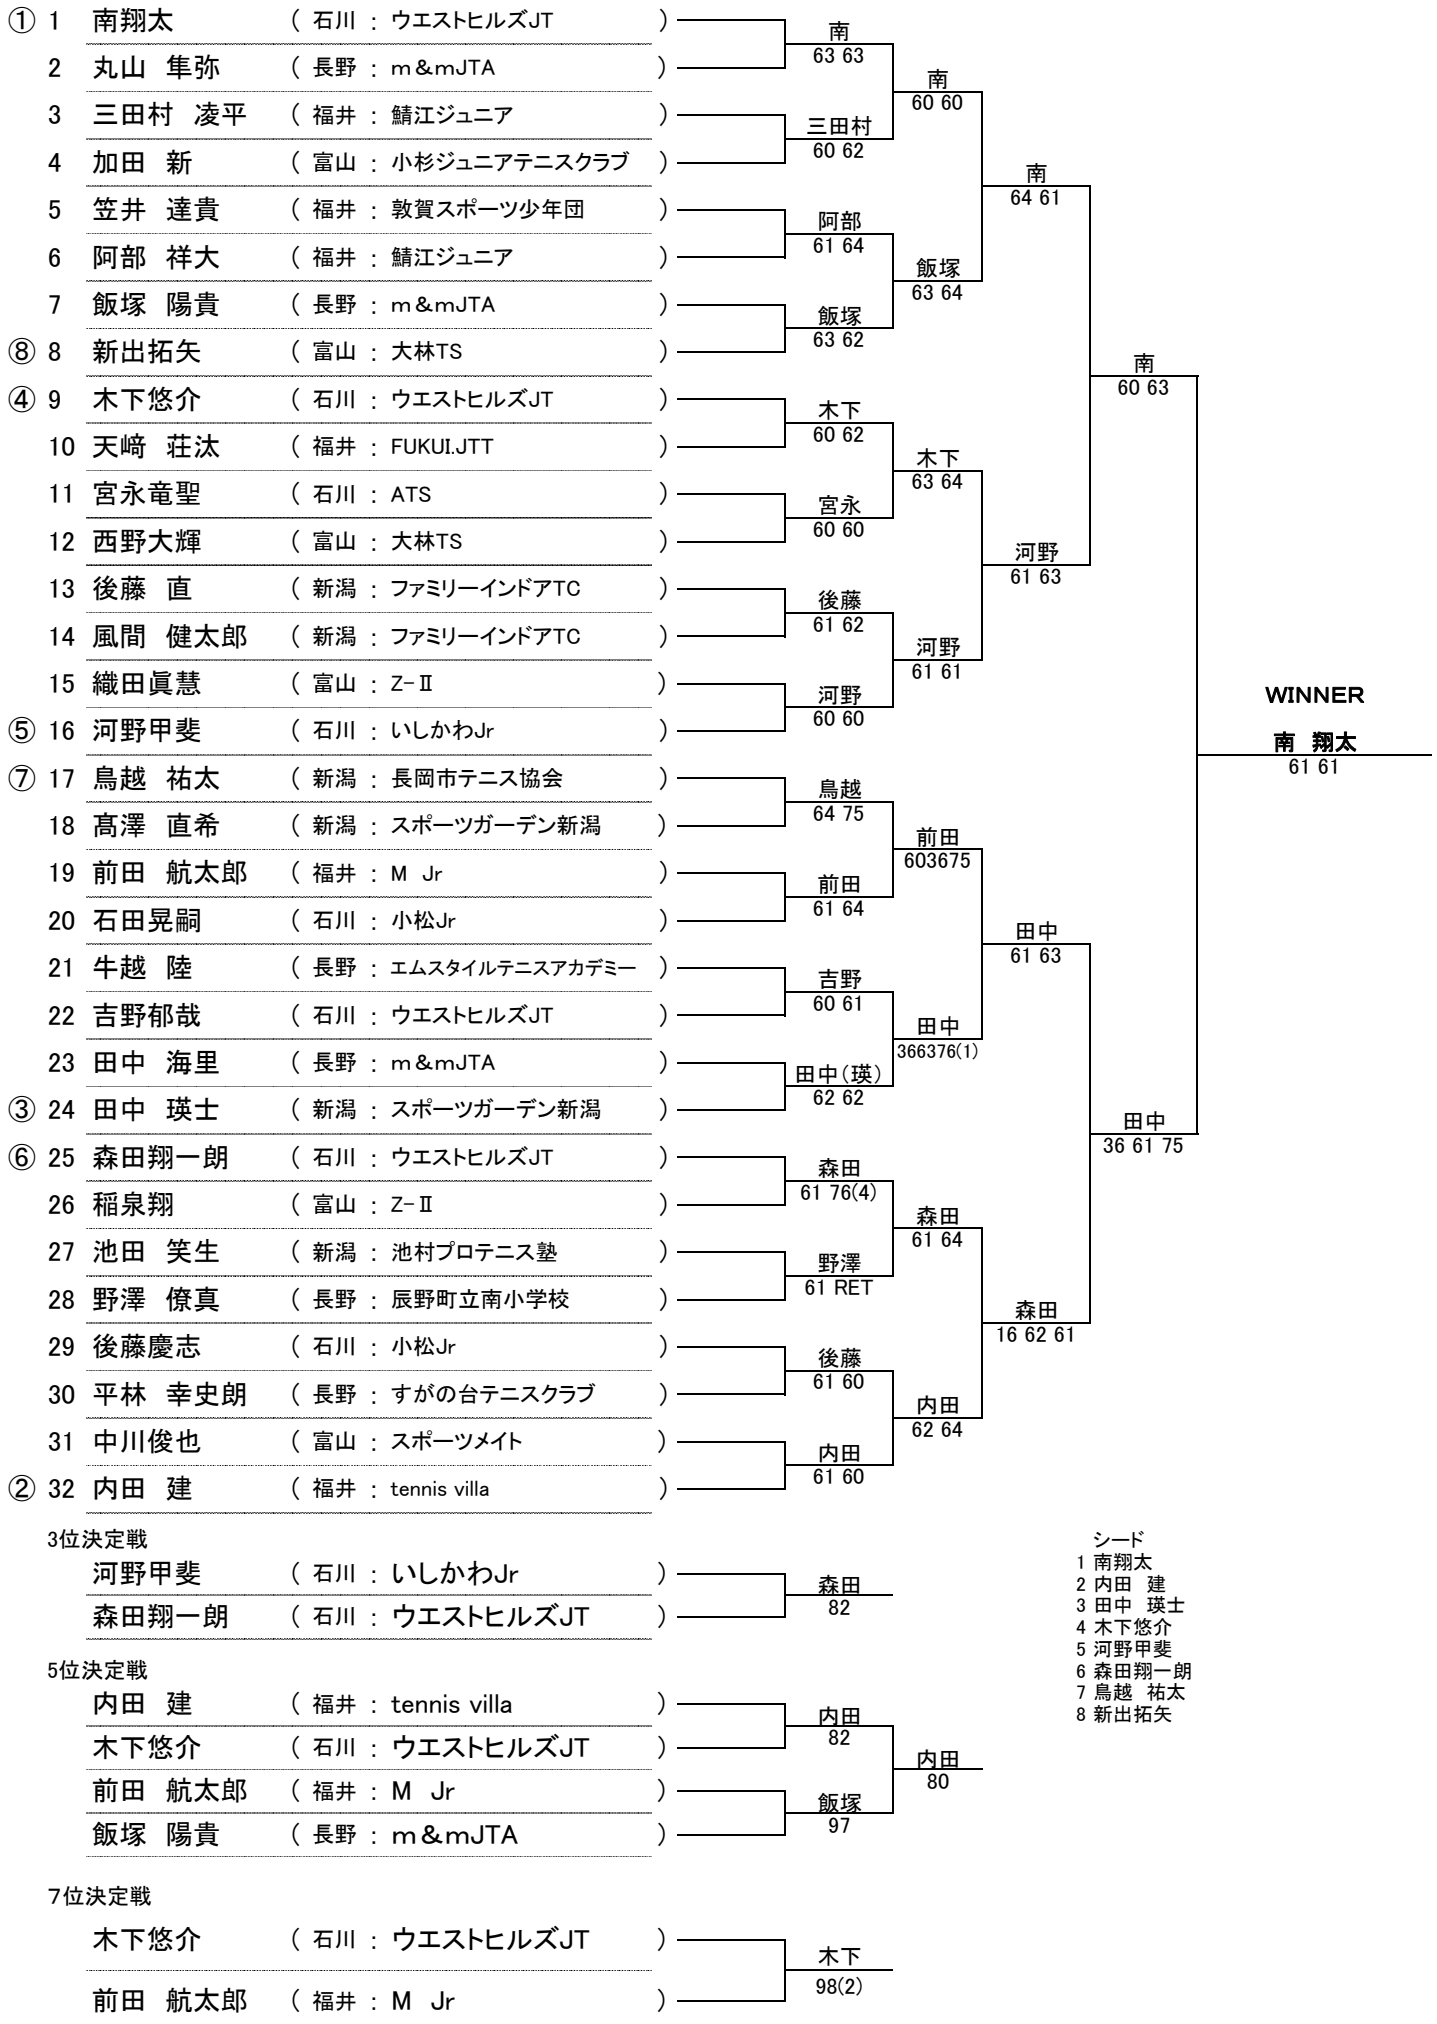 ① 1 南翔太 ( 石川 : ウエストヒルズJT )
南
63 63
2 丸山 隼弥 ( 長野 : m&mJTA )
南
60 60
3 三田村 凌平 ( 福井 : 鯖江ジュニア )
三田村
60 62
4 加田 新 ( 富山 : 小杉ジュニアテニスクラブ )
南
64 61
5 笠井 達貴 ( 福井 : 敦賀スポーツ少年団 )
阿部
61 64
6 阿部 祥大 ( 福井 : 鯖江ジュニア )
飯塚
63 64
7 飯塚 陽貴 ( 長野 : m&mJTA )
飯塚
63 62
⑧ 8 新出拓矢 ( 富山 : 大林TS )
南
60 63
④ 9 木下悠介 ( 石川 : ウエストヒルズJT )
木下
60 62
10 天﨑 荘汰 ( 福井 : FUKUI.JTT )
木下
63 64
11 宮永竜聖 ( 石川 : ATS )
宮永
60 60
12 西野大輝 ( 富山 : 大林TS )
河野
61 63
13 後藤 直 ( 新潟 : ファミリーインドアTC )
後藤
61 62
14 風間 健太郎 ( 新潟 : ファミリーインドアTC )
河野
61 61
15 織田眞慧 ( 富山 : Z-Ⅱ )
河野
60 60
⑤ 16 河野甲斐 ( 石川 : いしかわJr )
WINNER
南 翔太
61 61
⑦ 17 鳥越 祐太 ( 新潟 : 長岡市テニス協会 )
鳥越
64 75
18 髙澤 直希 ( 新潟 : スポーツガーデン新潟 )
前田
603675
19 前田 航太郎 ( 福井 : M Jr )
前田
61 64
20 石田晃嗣 ( 石川 : 小松Jr )
田中
61 63
21 牛越 陸 ( 長野 : エムスタイルテニスアカデミー )
吉野
60 61
22 吉野郁哉 ( 石川 : ウエストヒルズJT )
田中
366376(1)
23 田中 海里 ( 長野 : m&mJTA )
田中(瑛)
62 62
③ 24 田中 瑛士 ( 新潟 : スポーツガーデン新潟 )
田中
36 61 75
⑥ 25 森田翔一朗 ( 石川 : ウエストヒルズJT )
森田
61 76(4)
26 稲泉翔 ( 富山 : Z-Ⅱ )
森田
61 64
27 池田 笑生 ( 新潟 : 池村プロテニス塾 )
野澤
61 RET
28 野澤 僚真 ( 長野 : 辰野町立南小学校 )
森田
16 62 61
29 後藤慶志 ( 石川 : 小松Jr )
後藤
61 60
30 平林 幸史朗 ( 長野 : すがの台テニスクラブ )
内田
62 64
31 中川俊也 ( 富山 : スポーツメイト )
内田
61 60
② 32 内田 建 ( 福井 : tennis villa )
3位決定戦
河野甲斐 ( 石川 : いしかわJr )
森田
82
森田翔一朗 ( 石川 : ウエストヒルズJT )
シード
1 南翔太
2 内田 建
3 田中 瑛士
4 木下悠介
5 河野甲斐
6 森田翔一朗
7 鳥越 祐太
8 新出拓矢
5位決定戦
内田 建 ( 福井 : tennis villa )
内田
82
木下悠介 ( 石川 : ウエストヒルズJT )
内田
80
前田 航太郎 ( 福井 : M Jr )
飯塚
97
飯塚 陽貴 ( 長野 : m&mJTA )
7位決定戦
木下悠介 ( 石川 : ウエストヒルズJT )
木下
98(2)
前田 航太郎 ( 福井 : M Jr )